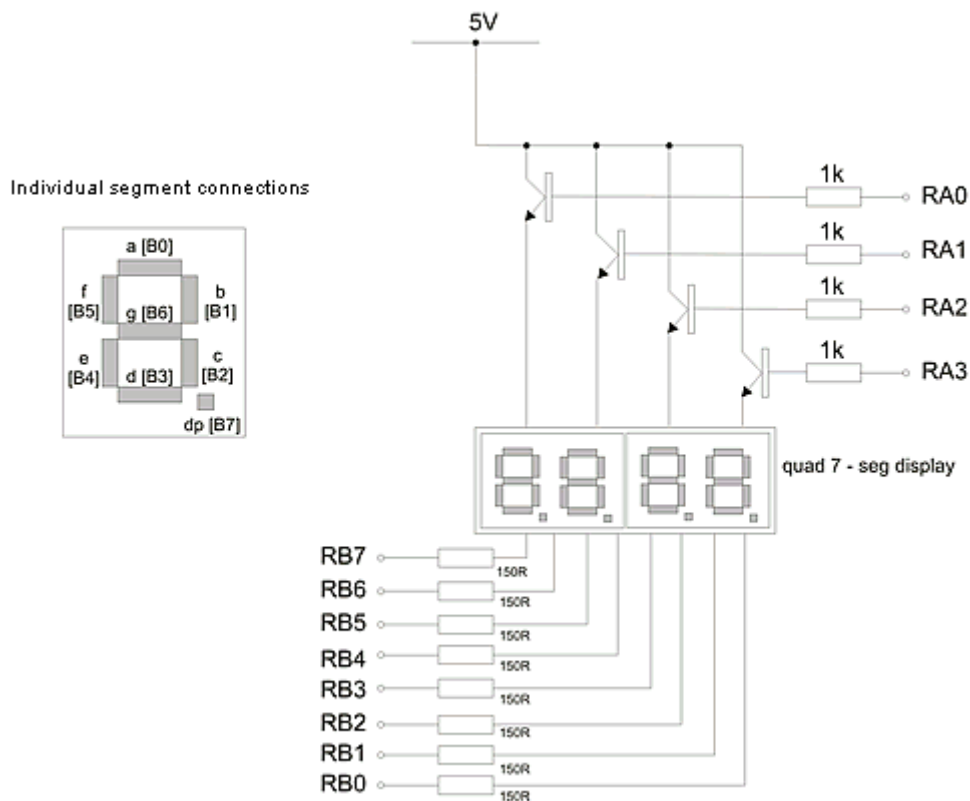 5V
Individual segment connections
1k
RA0
a [B0]
1k
RA1
f
[B5]
g [B6]
b
[B1]
1k
RA2
e
[B4]
d [B3]
c
[B2]
1k
RA3
dp [B7]
quad 7 - seg display
RB7
150R
RB6
150R
RB5
150R
RB4
150R
RB3
150R
RB2
150R
RB1
150R
RB0
150R